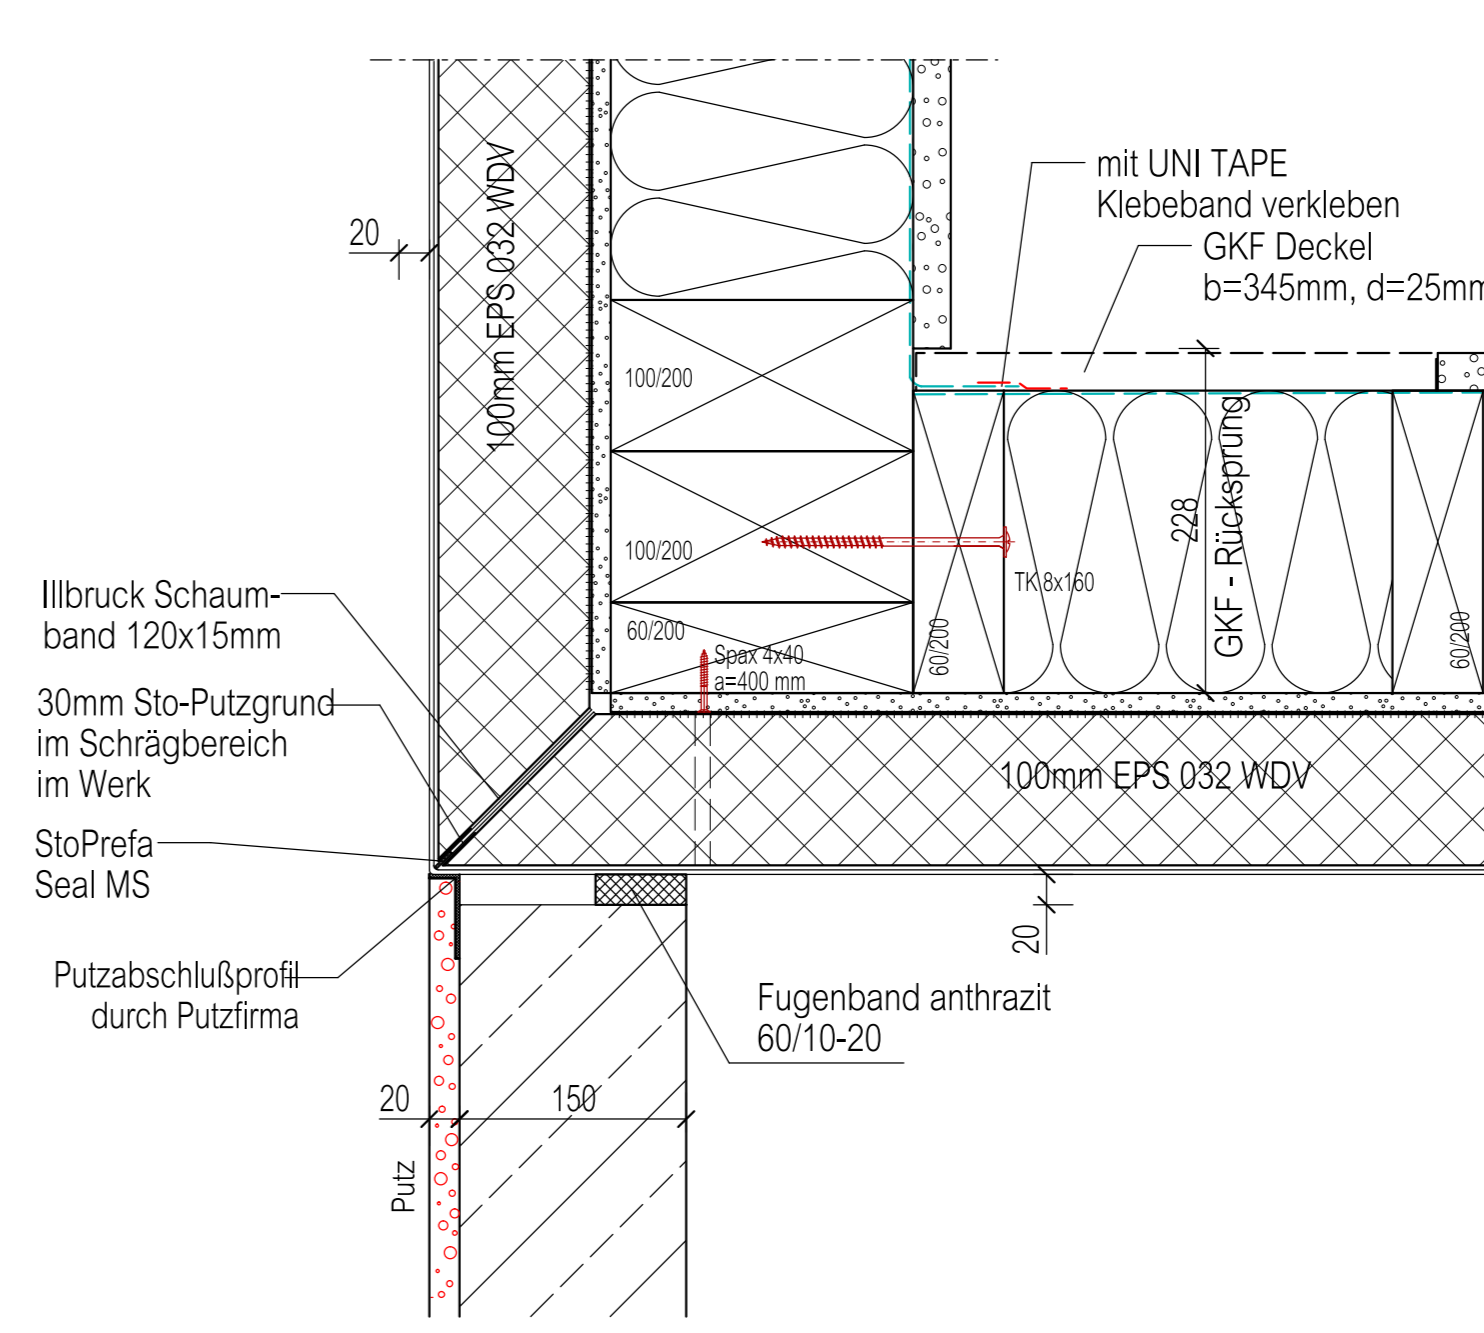 mit UNI TAPE
Klebeband verkleben
GKF Deckel
b=345mm, d=25mm
20
100mm EPS 032 WDV
100/200
100/200
60/200
Spax 4x40
a=400 mm
TK 8x160
60/200
228
GKF - Rücksprung
60/200
Illbruck Schaum-
band 120x15mm
30mm Sto-Putzgrund
im Schrägbereich
im Werk
StoPrefa
Seal MS
100mm EPS 032 WDV
20
Putzabschlußprofil
durch Putzfirma
Fugenband anthrazit
60/10-20
20
150
Putz